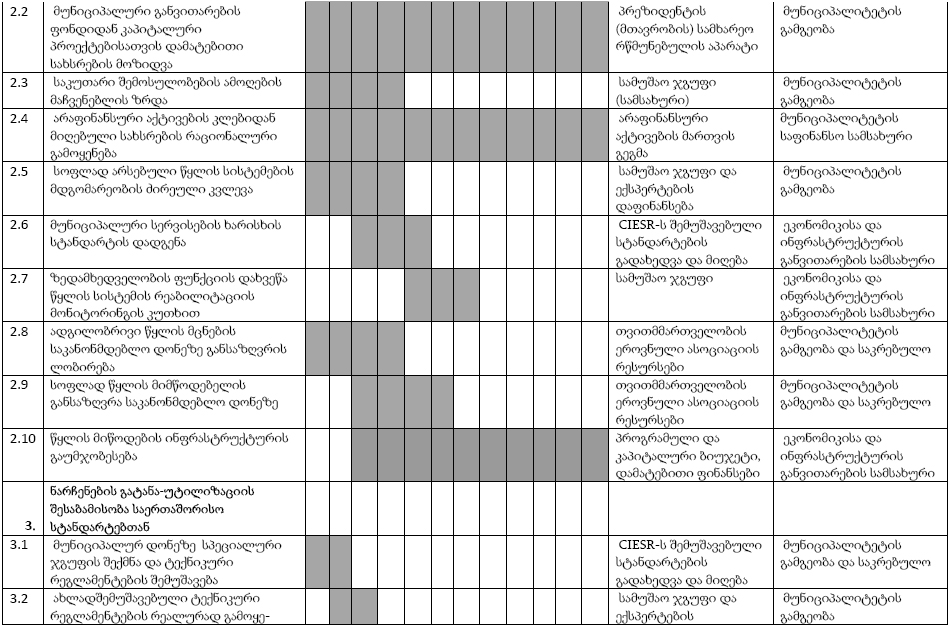 2.2 მუნიციპალური განვითარების
ფონდიდან კაპიტალური
პროექტებისათვის დამატებითი
სახსრების მოზიდვა
პრეზიდენტის
(მთავრობის) სამხარეო
რწმუნებულის აპარატი
მუნიციპალიტეტის
გამგეობა
2.3 საკუთარი შემოსულობების ამოღების
მაჩვენებლის ზრდა
სამუშაო ჯგუფი
(სამსახური)
მუნიციპალიტეტის
გამგეობა
2.4 არაფინანსური აქტივების კლებიდან
მიღებული სახსრების რაციონალური
გამოყენება
არაფინანსური
აქტივების მართვის
გეგმა
მუნიციპალიტეტის
საფინანსო სამსახური
2.5 სოფლად არსებული წყლის სისტემების
მდგომარეობის ძირეული კვლევა
სამუშაო ჯგუფი და
ექსპერტების
დაფინანსება
მუნიციპალიტეტის
გამგეობა
2.6 მუნიციპალური სერვისების ხარისხის
სტანდარტის დადგენა
CIESR-ს შემუშავებული
სტანდარტების
გადახედვა და მიღება
ეკონომიკისა და
ინფრასტრუქტურის
განვითარების სამსახური
2.7 ზედამხედველობის ფუნქციის დახვეწა
წყლის სისტემის რეაბილიტაციის
მონიტორინგის კუთხით
სამუშაო ჯგუფი
ეკონომიკისა და
ინფრასტრუქტურის
განვითარების სამსახური
2.8 ადგილობრივი წყლის მცნების
საკანონმდებლო დონეზე განსაზღვრის
ლობირება
თვითმმართველობის
ეროვნული ასოციაციის
რესურსები
მუნიციპალიტეტის
გამგეობა და საკრებულო
2.9 სოფლად წყლის მიმწოდებელის
განსაზღვრა საკანონმდებლო დონეზე
თვითმმართველობის
ეროვნული ასოციაციის
რესურსები
მუნიციპალიტეტის
გამგეობა და საკრებულო
2.10 წყლის მიწოდების ინფრასტრუქტურის
გაუმჯობესება
პროგრამული და
კაპიტალური ბიუჯეტი,
დამატებითი ფინანსები
ეკონომიკისა და
ინფრასტრუქტურის
განვითარების სამსახური
ნარჩენების გატანა-უტილიზაციის
შესაბამისობა საერთაშორისო
3. სტანდარტებთან
3.1 მუნიციპალურ დონეზე სპეციალური
ჯგუფის შექმნა და ტექნიკური
რეგლამენტების შემუშავება
CIESR-ს შემუშავებული
სტანდარტების
გადახედვა და მიღება
მუნიციპალიტეტის
გამგეობა და საკრებულო
3.2 ახლადშემუშავებული ტექნიკური
რეგლამენტების რეალურად გამოყე-
სამუშაო ჯგუფი და
ექსპერტების
მუნიციპალიტეტის
გამგეობა